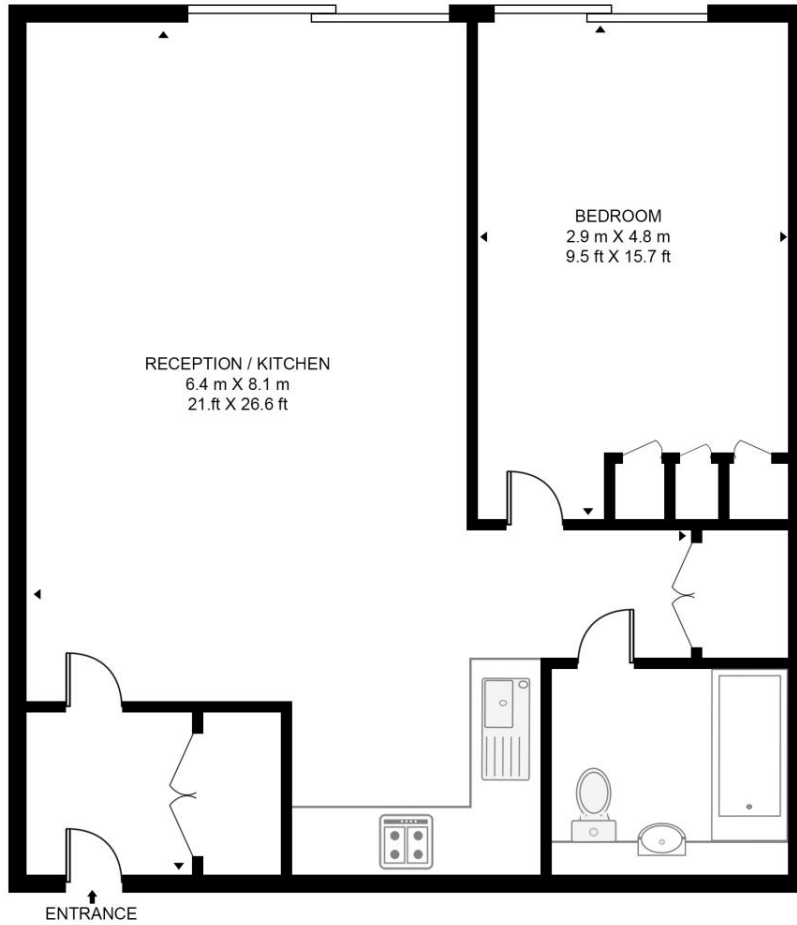 BEDROOM
2.9 m X 4.8 m
9.5 ft X 15.7 ft
RECEPTION / KITCHEN
6.4 m X 8.1 m
21.ft X 26.6 ft
ENTRANCE